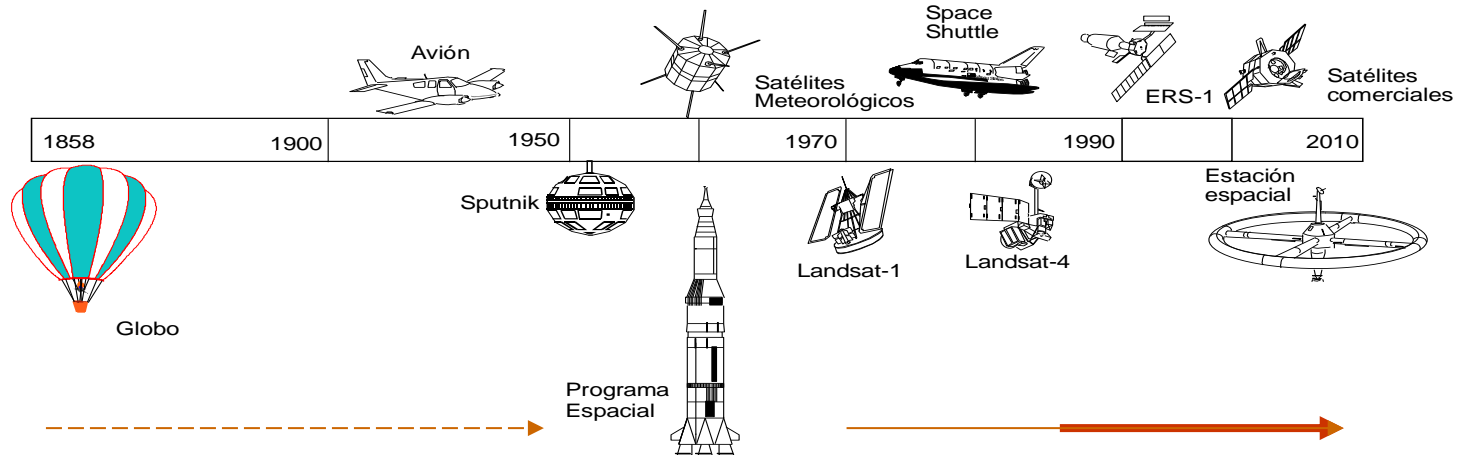 Avión
Satélites
Meteorológicos
Space
Shuttle
ERS-1
Satélites
comerciales
1858
1900
1950
1970
1990
2010
Globo
Sputnik
Programa
Espacial
Landsat-1
Landsat-4
Estación
espacial